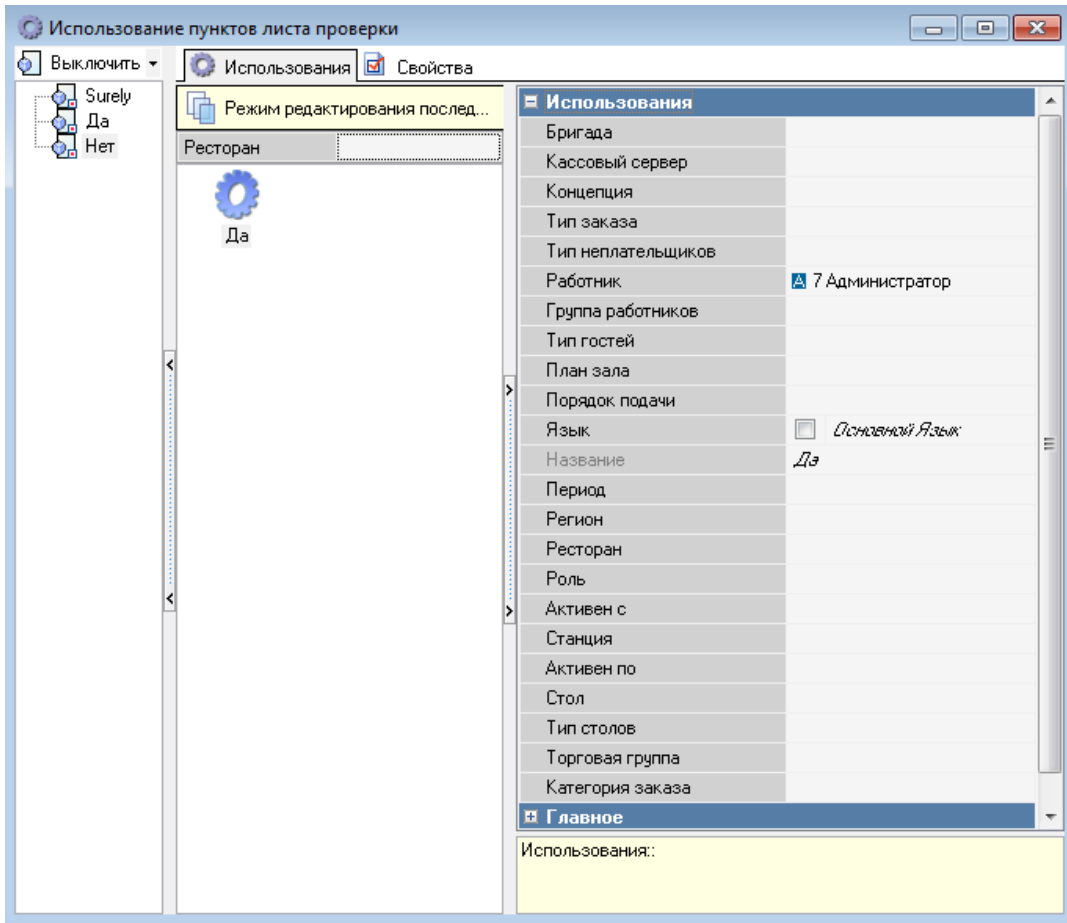 Использование пунктов листа проверки
Выключить
Использования
Свойства
Surely
Да
Нет
Режим редактирования послед...
Ресторан
Да
Использования
Бригада
Кассовый сервер
Концепция
Тип заказа
Тип неплательщиков
Работник А 7 Администратор
Группа работников
Тип гостей
План зала
Порядок подачи
Язык Основной Язык
Название Да
Период
Регион
Ресторан
Роль
Активен с
Станция
Активен по
Стол
Тип столов
Торговая группа
Категория заказа
Главное
Использования::